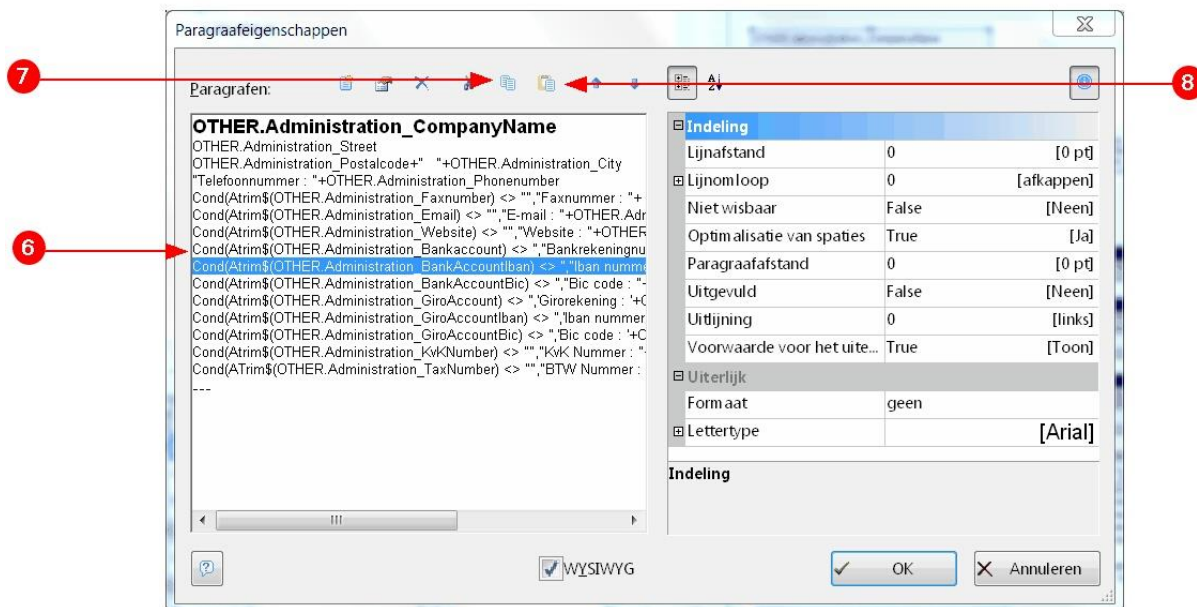 Paragraafeigenschappen
7
8
Paragrafen:
OTHER.Administration_CompanyName
OTHER.Administration_Street
OTHER.Administration_Postalcode+" "+OTHER.Administration_City
"Telefoonnummer : "+OTHER.Administration_Phonenumber
Cond(Atrim$(OTHER.Administration_Faxnumber) <> "","Faxnummer : "+
Cond(Atrim$(OTHER.Administration_Email) <> "","E-mail : "+OTHER.Adr
Cond(Atrim$(OTHER.Administration_Website) <> "","Website : "+OTHER
6
Cond(Atrim$(OTHER.Administration_Bankaccount) <> ","Bankrekeningnu
Cond(Atrim$(OTHER.Administration_BankAccountIban) <> ","Iban numme
Cond(Atrim$(OTHER.Administration_BankAccountBic) <> ","Bic code : "+
Cond(Atrim$(OTHER.Administration_GiroAccount) <> ",'Girorekening : '+O
Cond(Atrim$(OTHER.Administration_GiroAccountIban) <> ",'Iban nummer
Cond(Atrim$(OTHER.Administration_GiroAccountBic) <> ",'Bic code : '+O
Cond(Atrim$(OTHER.Administration_KvKNumber) <> "","KvK Nummer : "+
Cond(ATrim$(OTHER.Administration_TaxNumber) <> "","BTW Nummer :
---
Indeling
Lijnafstand 0 [0 pt]
Lijnomloop 0 [afkappen]
Niet wisbaar False [Neen]
Optimalisatie van spaties True [Ja]
Paragraafafstand 0 [0 pt]
Uitgevuld False [Neen]
Uitlijning 0 [links]
Voorwaarde voor het uite... True [Toon]
Uiterlijk
Formaat geen
Lettertype [Arial]
Indeling
WYSIWYG
OK
Annuleren